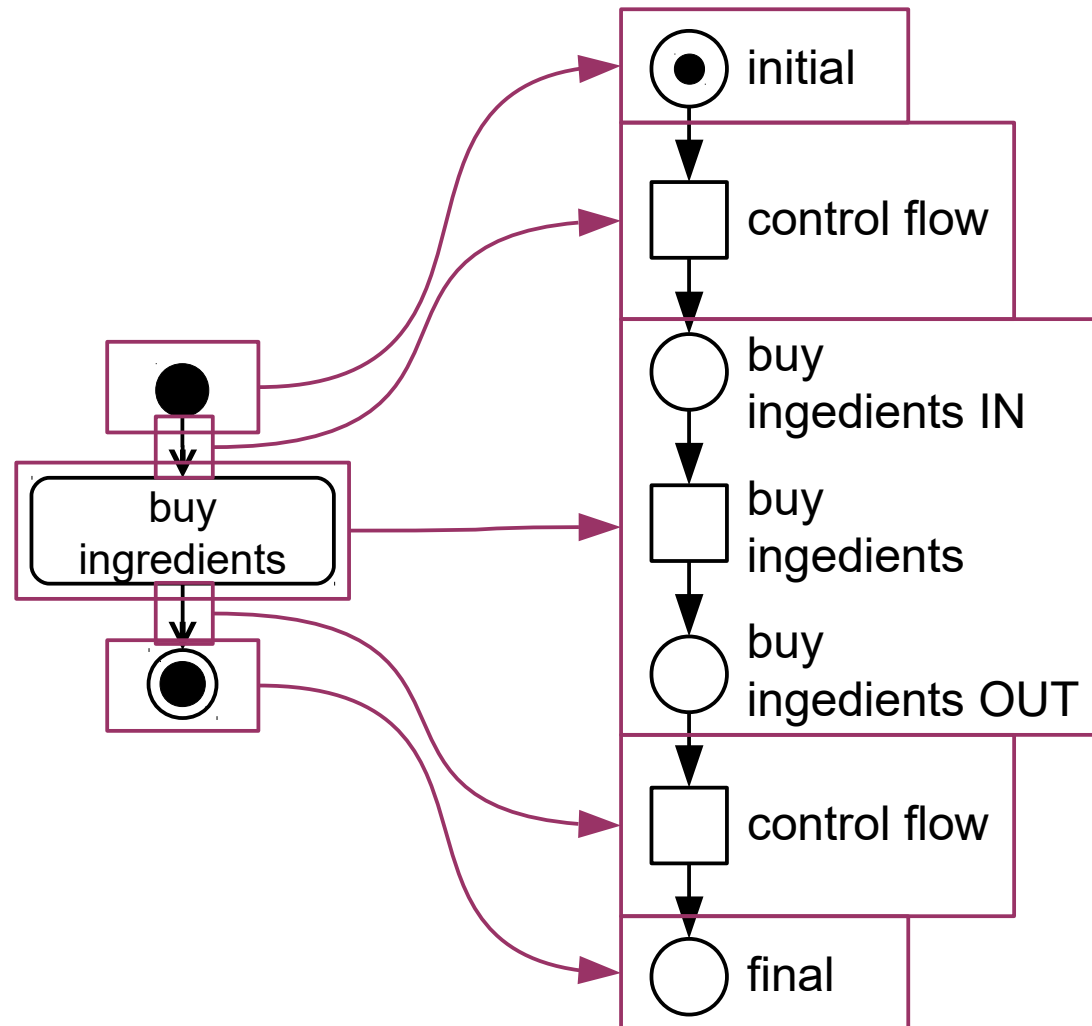 initial
control flow
buy
ingedients IN
buy
ingredients
buy
ingedients
buy
ingedients OUT
control flow
final